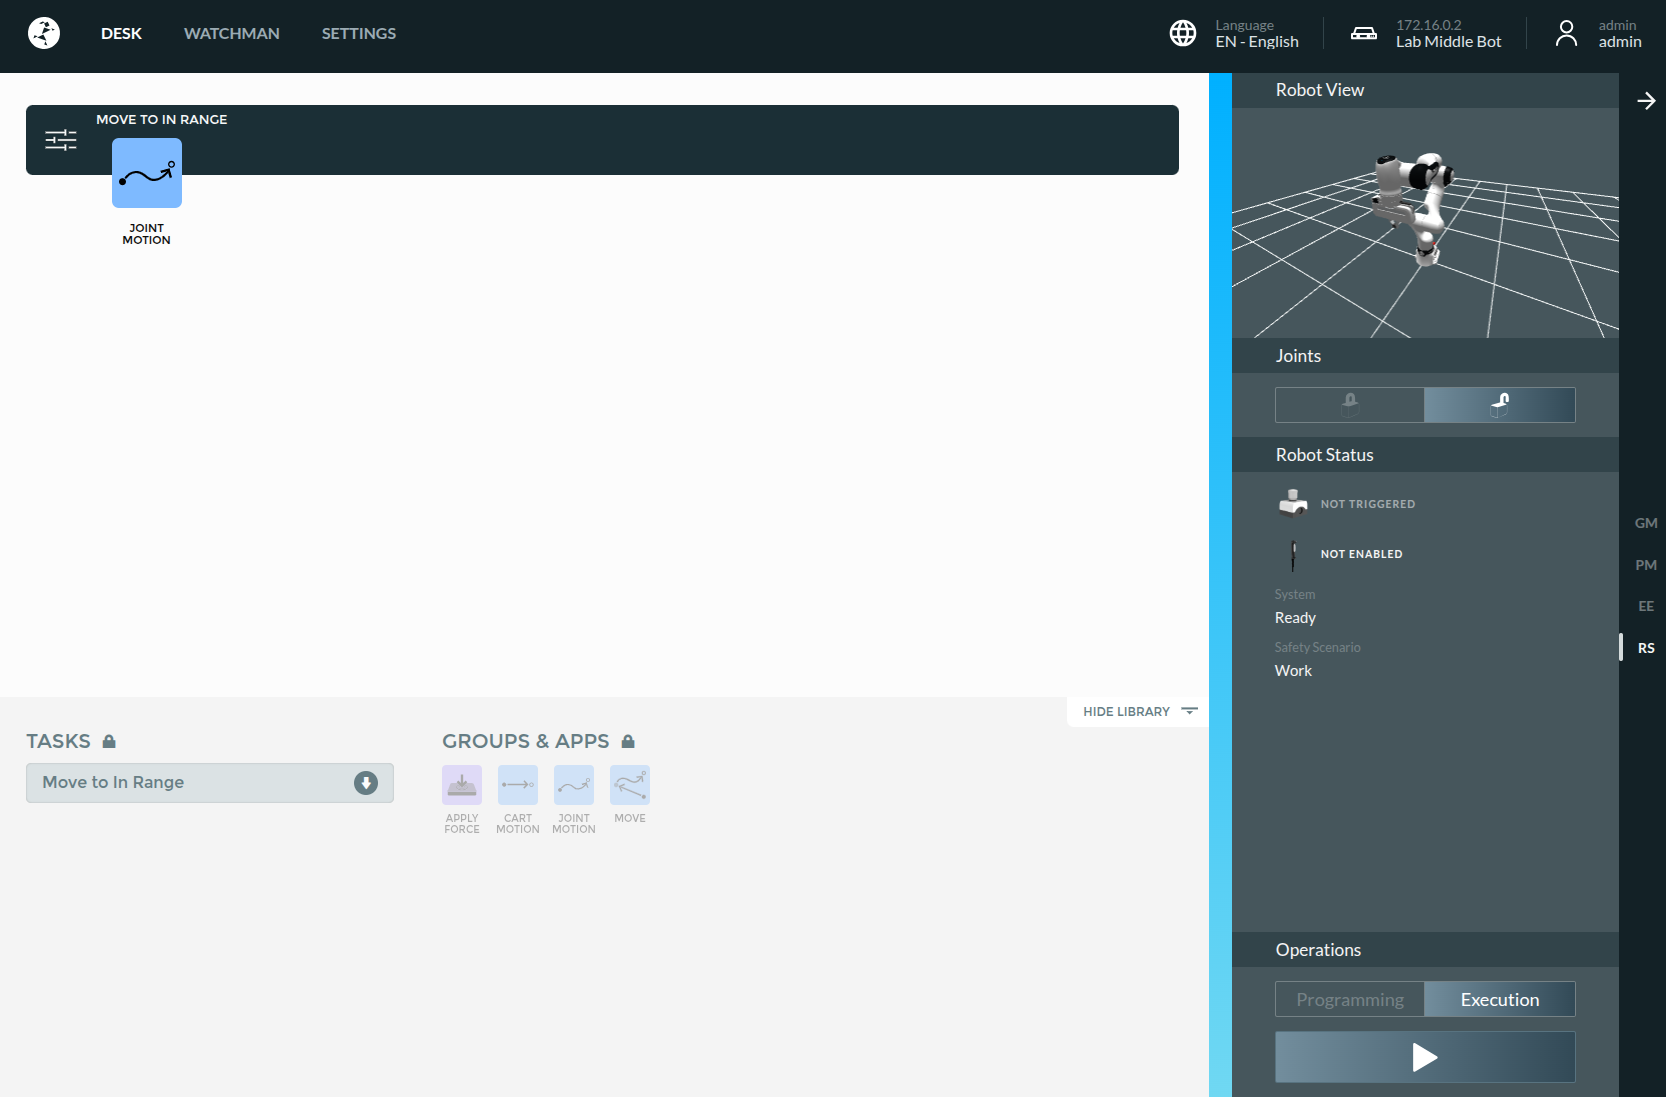 DESK
WATCHMAN
SETTINGS
Language
EN - English
172.16.0.2
Lab Middle Bot
admin
admin
MOVE TO IN RANGE
JOINT
MOTION
Robot View
Joints
Robot Status
NOT TRIGGERED
NOT ENABLED
System
Ready
Safety Scenario
Work
GM
PM
EE
RS
HIDE LIBRARY
TASKS
Move to In Range
GROUPS & APPS
APPLY
FORCE
CART
MOTION
JOINT
MOTION
MOVE
Operations
Programming
Execution